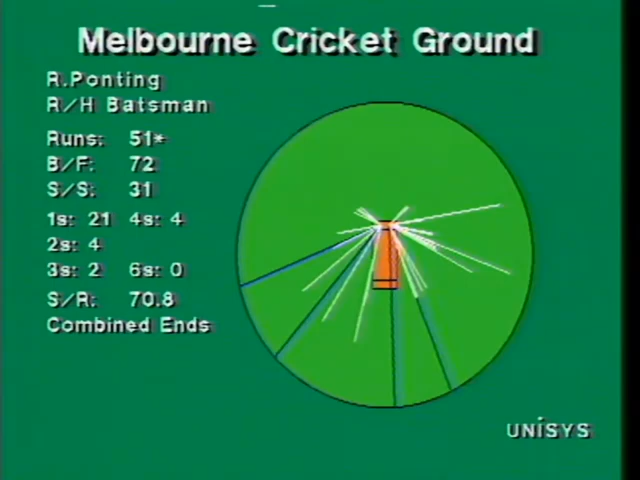 Melbourne Cricket Ground
R.Ponting
R/H Batsman
Runs: 51*
B/F: 72
S/S: 31
1s: 21 4s: 4
2s: 4
3s: 2 6s: 0
S/R: 70.8
Combined Ends
UNiSYS